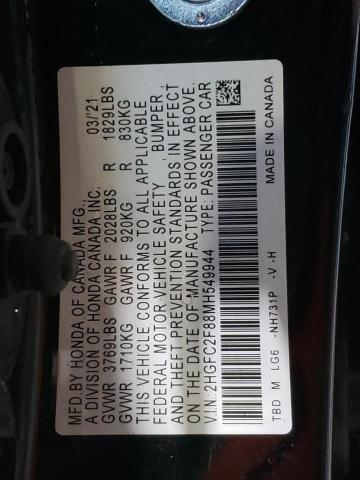 MFD.BY HONDA OF CANADA MFG., 03/21
A DIVISION OF HONDA CANADA INC.
GVWR 3769LBS GAWR F 2028LBS R 1829LBS
GVWR 1710KG GAWR F 920KG R 830KG
THIS VEHICLE CONFORMS TO ALL APPLICABLE
FEDERAL MOTOR VEHICLE SAFETY, BUMPER,
AND THEFT PREVENTION STANDARDS IN EFFECT
ON THE DATE OF MANUFACTURE SHOWN ABOVE.
V.I.N: 2HGFC2F88MH549944 TYPE: PASSENGER CAR
TBD M LG6 -NH731P -V -H MADE IN CANADA